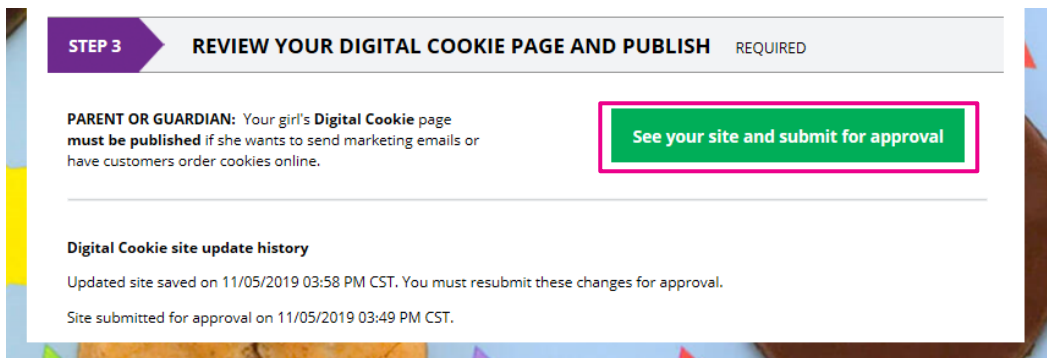 STEP 3 REVIEW YOUR DIGITAL COOKIE PAGE AND PUBLISH REQUIRED
PARENT OR GUARDIAN: Your girl's Digital Cookie page
must be published if she wants to send marketing emails or
have customers order cookies online.
See your site and submit for approval
Digital Cookie site update history
Updated site saved on 11/05/2019 03:58 PM CST. You must resubmit these changes for approval.
Site submitted for approval on 11/05/2019 03:49 PM CST.